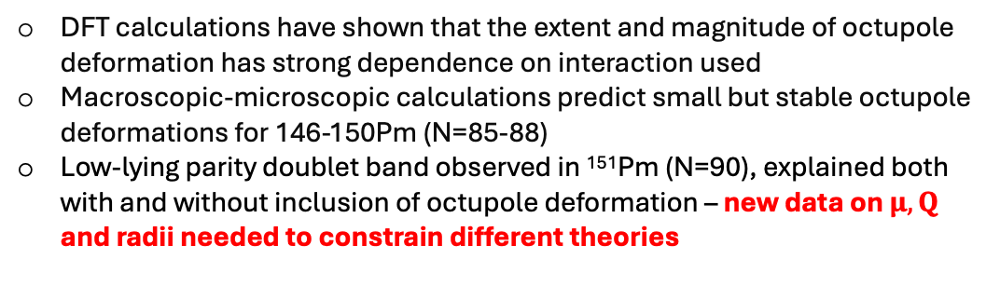 ○ DFT calculations have shown that the extent and magnitude of octupole
deformation has strong dependence on interaction used
○ Macroscopic-microscopic calculations predict small but stable octupole
deformations for 146-150Pm (N=85-88)
○ Low-lying parity doublet band observed in ¹⁵¹Pm (N=90), explained both
with and without inclusion of octupole deformation – new data on μ, Q
and radii needed to constrain different theories